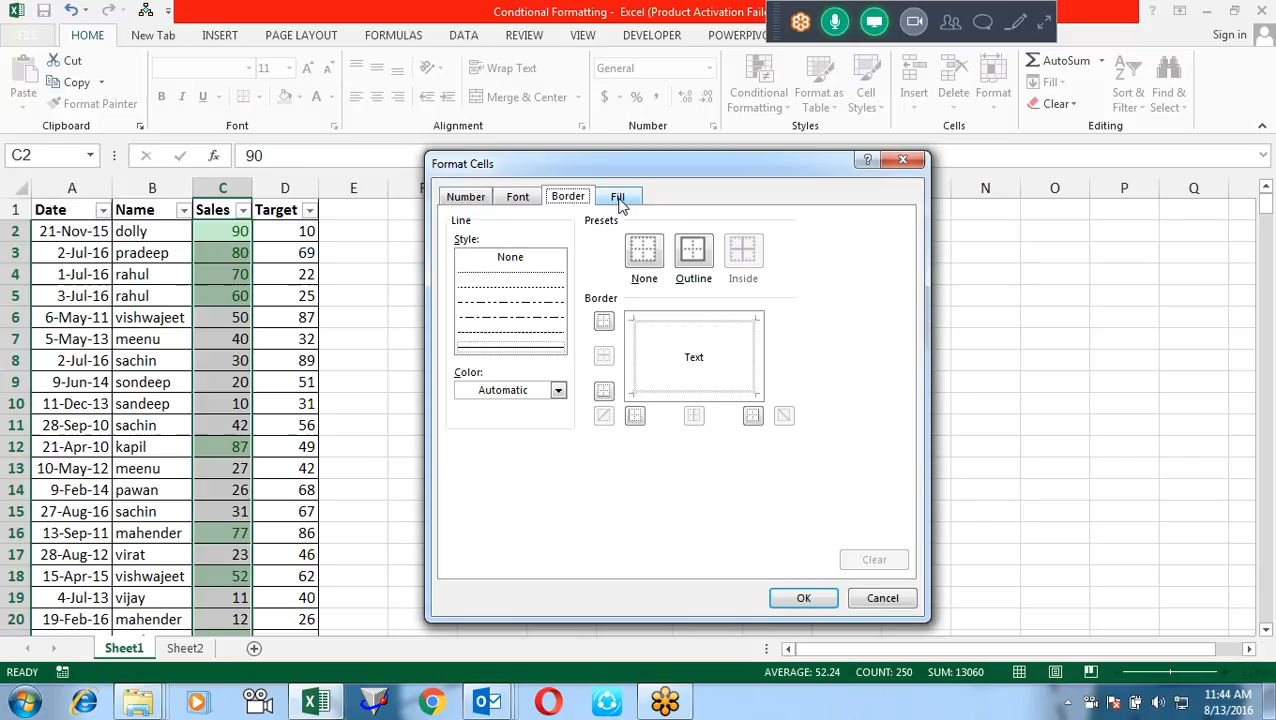 Condtional Formatting - Excel (Product Activation Faile
FILE HOME New Tab INSERT PAGE LAYOUT FORMULAS DATA REVIEW VIEW DEVELOPER POWERPIVOT Sign in
Paste
Cut
Copy
Format Painter
Clipboard
11
Font
Wrap Text
Merge & Center
Alignment
General
Number
Conditional Formatting
Format as Table
Cell Styles
Styles
Insert
Delete
Format
Cells
AutoSum
Fill
Clear
Sort & Filter
Find & Select
Editing
C2 90
A B C D E N O P Q
1 Date Name Sales Target
2 21-Nov-15 dolly 90 10
3 2-Jul-16 pradeep 80 69
4 1-Jul-16 rahul 70 22
5 3-Jul-16 rahul 60 25
6 6-May-11 vishwajeet 50 87
7 5-May-13 meenu 40 32
8 2-Jul-16 sachin 30 89
9 9-Jun-14 sondeep 20 51
10 11-Dec-13 sandeep 10 31
11 28-Sep-10 sachin 42 56
12 21-Apr-10 kapil 87 49
13 10-May-12 meenu 27 42
14 9-Feb-14 pawan 26 68
15 27-Aug-16 sachin 31 67
16 13-Sep-11 mahender 77 86
17 28-Aug-12 virat 23 46
18 15-Apr-15 vishwajeet 52 62
19 4-Jul-13 vijay 11 40
20 19-Feb-16 mahender 12 26
Format Cells
Number Font Border Fill
Line
Style:
None
Color:
Automatic
Presets
None Outline Inside
Border
Text
Clear
OK Cancel
Sheet1 Sheet2
READY AVERAGE: 52.24 COUNT: 250 SUM: 13060
11:44 AM
8/13/2016